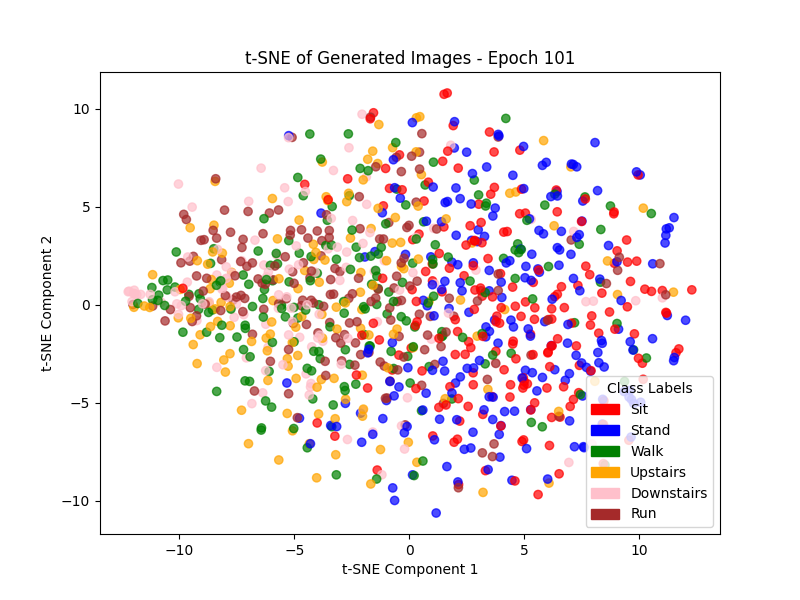 t-SNE of Generated Images - Epoch 101
t-SNE Component 2
10
5
0
−5
−10
Class Labels
Sit
Stand
Walk
Upstairs
Downstairs
Run
−10
−5
0
5
10
t-SNE Component 1